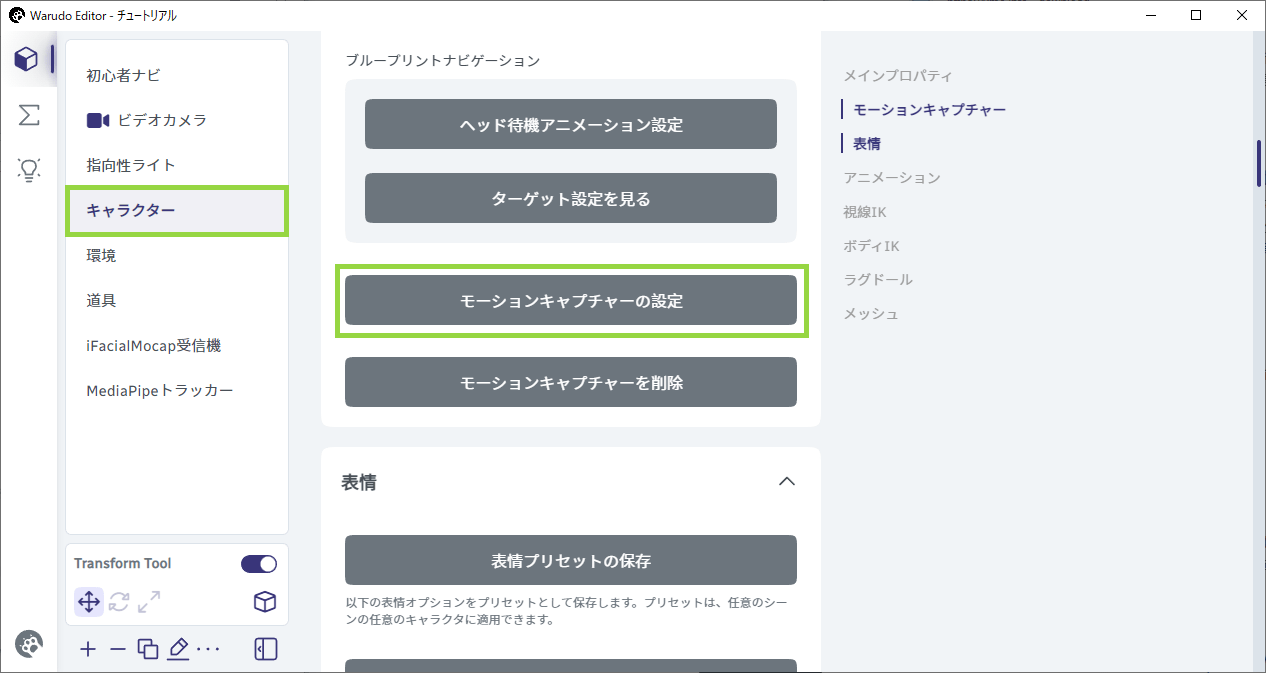 Warudo Editor - チュートリアル
初心者ナビ
ビデオカメラ
指向性ライト
キャラクター
環境
道具
iFacialMocap受信機
MediaPipeトラッカー
Transform Tool
ブループリントナビゲーション
ヘッド待機アニメーション設定
ターゲット設定を見る
モーションキャプチャーの設定
モーションキャプチャーを削除
表情
表情プリセットの保存
以下の表情オプションをプリセットとして保存します。プリセットは、任意のシー
ンの任意のキャラクタに適用できます。
メインプロパティ
モーションキャプチャー
表情
アニメーション
視線IK
ボディIK
ラグドール
メッシュ